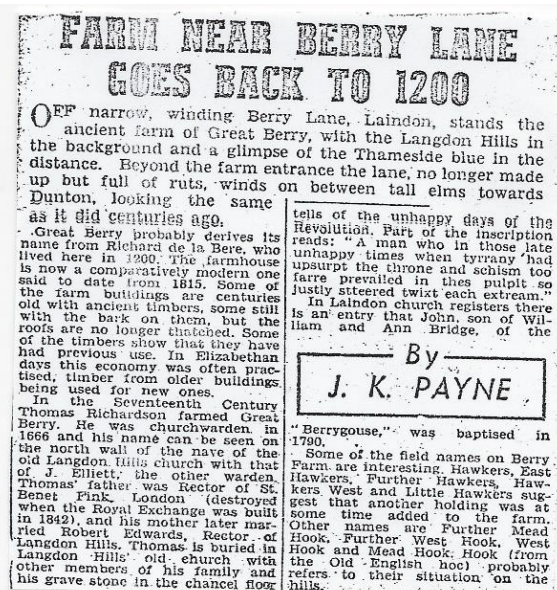 FARM NEAR BERRY LANE
GOES BACK TO 1200
OFF narrow, winding Berry Lane, Laindon, stands the
ancient farm of Great Berry, with the Langdon Hills in
the background and a glimpse of the Thameside blue in the
distance. Beyond the farm entrance the lane, no longer made
up but full of ruts, winds on between tall elms towards
Dunton, looking the same
as it did centuries ago.
Great Berry probably derives its
name from Richard de la Bere, who
lived here in 1200. The farmhouse
is now a comparatively modern one
said to date from 1815. Some of
the farm buildings are centuries
old with ancient timbers, some still
with the bark on them, but the
roofs are no longer thatched. Some
of the timbers show that they have
had previous use. In Elizabethan
days this economy was often prac-
tised, timber from older buildings
being used for new ones.
In the Seventeenth Century
Thomas Richardson farmed Great
Berry. He was churchwarden in
1666 and his name can be seen on
the north wall of the nave of the
old Langdon Hills church with that
of J. Elliett, the other warden.
Thomas' father was Rector of St.
Benet Fink, London (destroyed
when the Royal Exchange was built
in 1842), and his mother later mar-
ried Robert Edwards, Rector of
Langdon Hills. Thomas is buried in
Langdon Hills' old church with
other members of his family and
his grave stone in the chancel floor
tells of the unhappy days of the
Revolution. Part of the inscription
reads: "A man who in those late
unhappy times when tyrrany had
upsurpt the throne and schism too
farre prevailed in thes pulpit so
justly steered twixt each extream."
In Laindon church registers there
is an entry that John, son of Wil-
liam and Ann Bridge, of the
By
J. K. PAYNE
"Berrygouse," was baptised in
1790.
Some of the field names on Berry
Farm are interesting. Hawkers, East
Hawkers, Further Hawkers, Haw-
kers West and Little Hawkers sug-
gest that another holding was at
some time added to the farm.
Other names are Further Mead
Hook, Further West Hook, West
Hook and Mead Hook. Hook (from
the Old English hoc) probably
refers to their situation on the
hills.